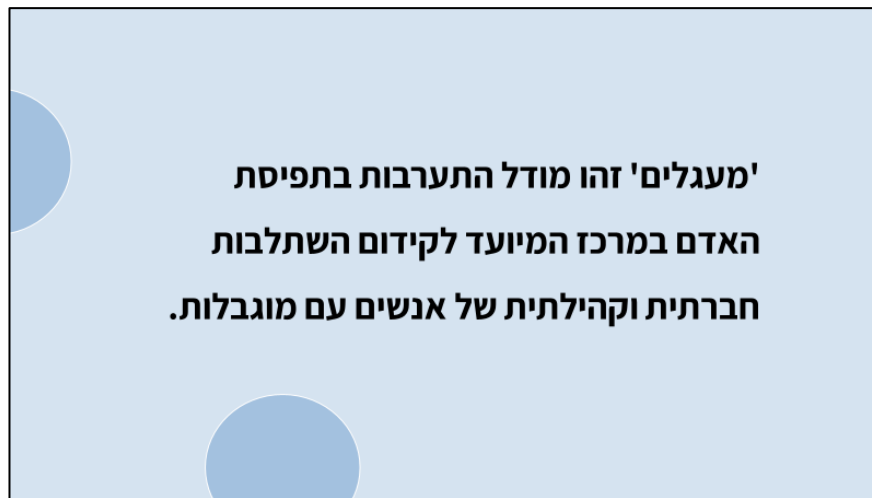 'מעגלים' זהו מודל התערבות בתפיסת
האדם במרכז המיועד לקידום השתלבות
חברתית וקהילתית של אנשים עם מוגבלות.